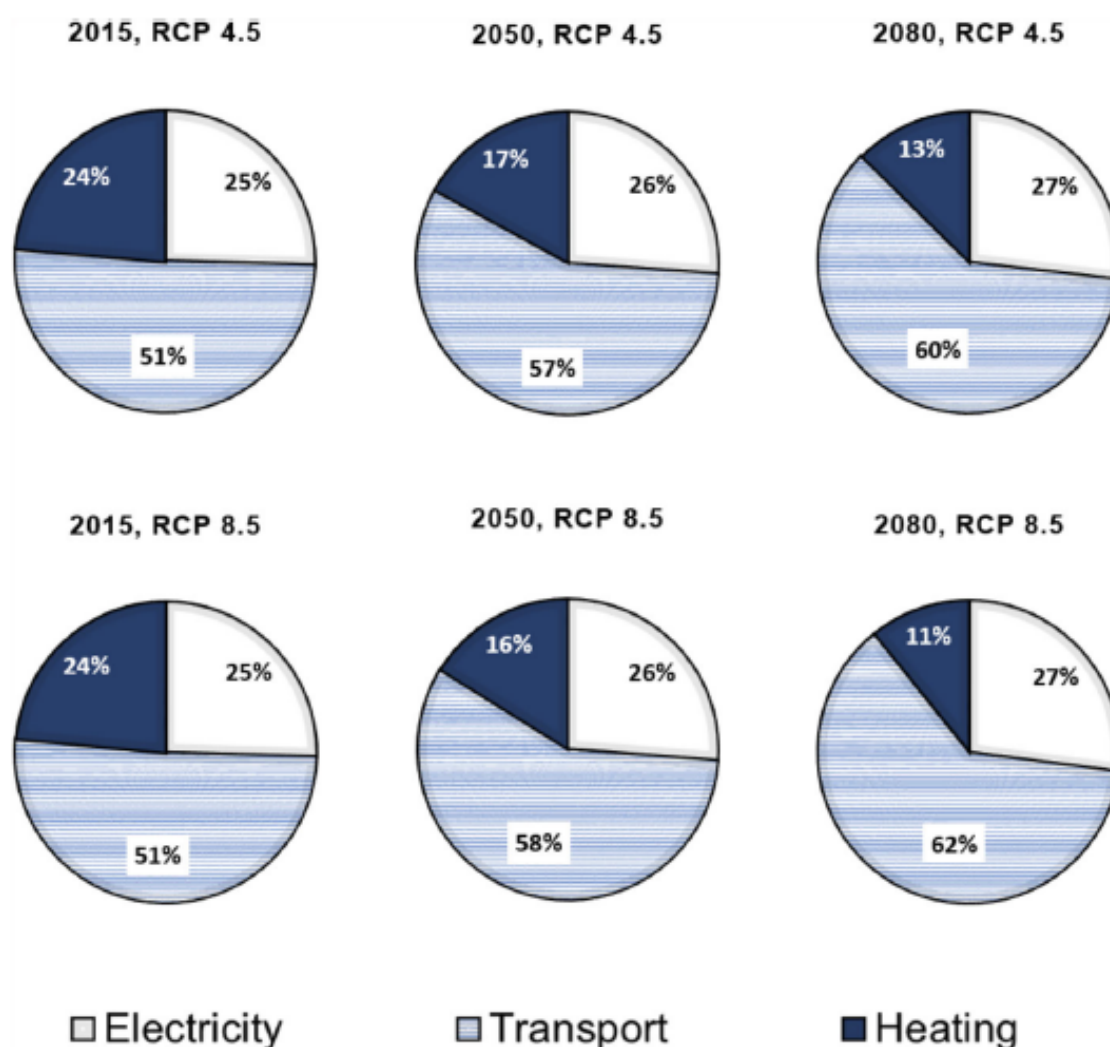 2015, RCP 4.5
2050, RCP 4.5
2080, RCP 4.5
24%
25%
51%
17%
26%
57%
13%
27%
60%
2015, RCP 8.5
2050, RCP 8.5
2080, RCP 8.5
24%
25%
51%
16%
26%
58%
11%
27%
62%
Electricity
Transport
Heating